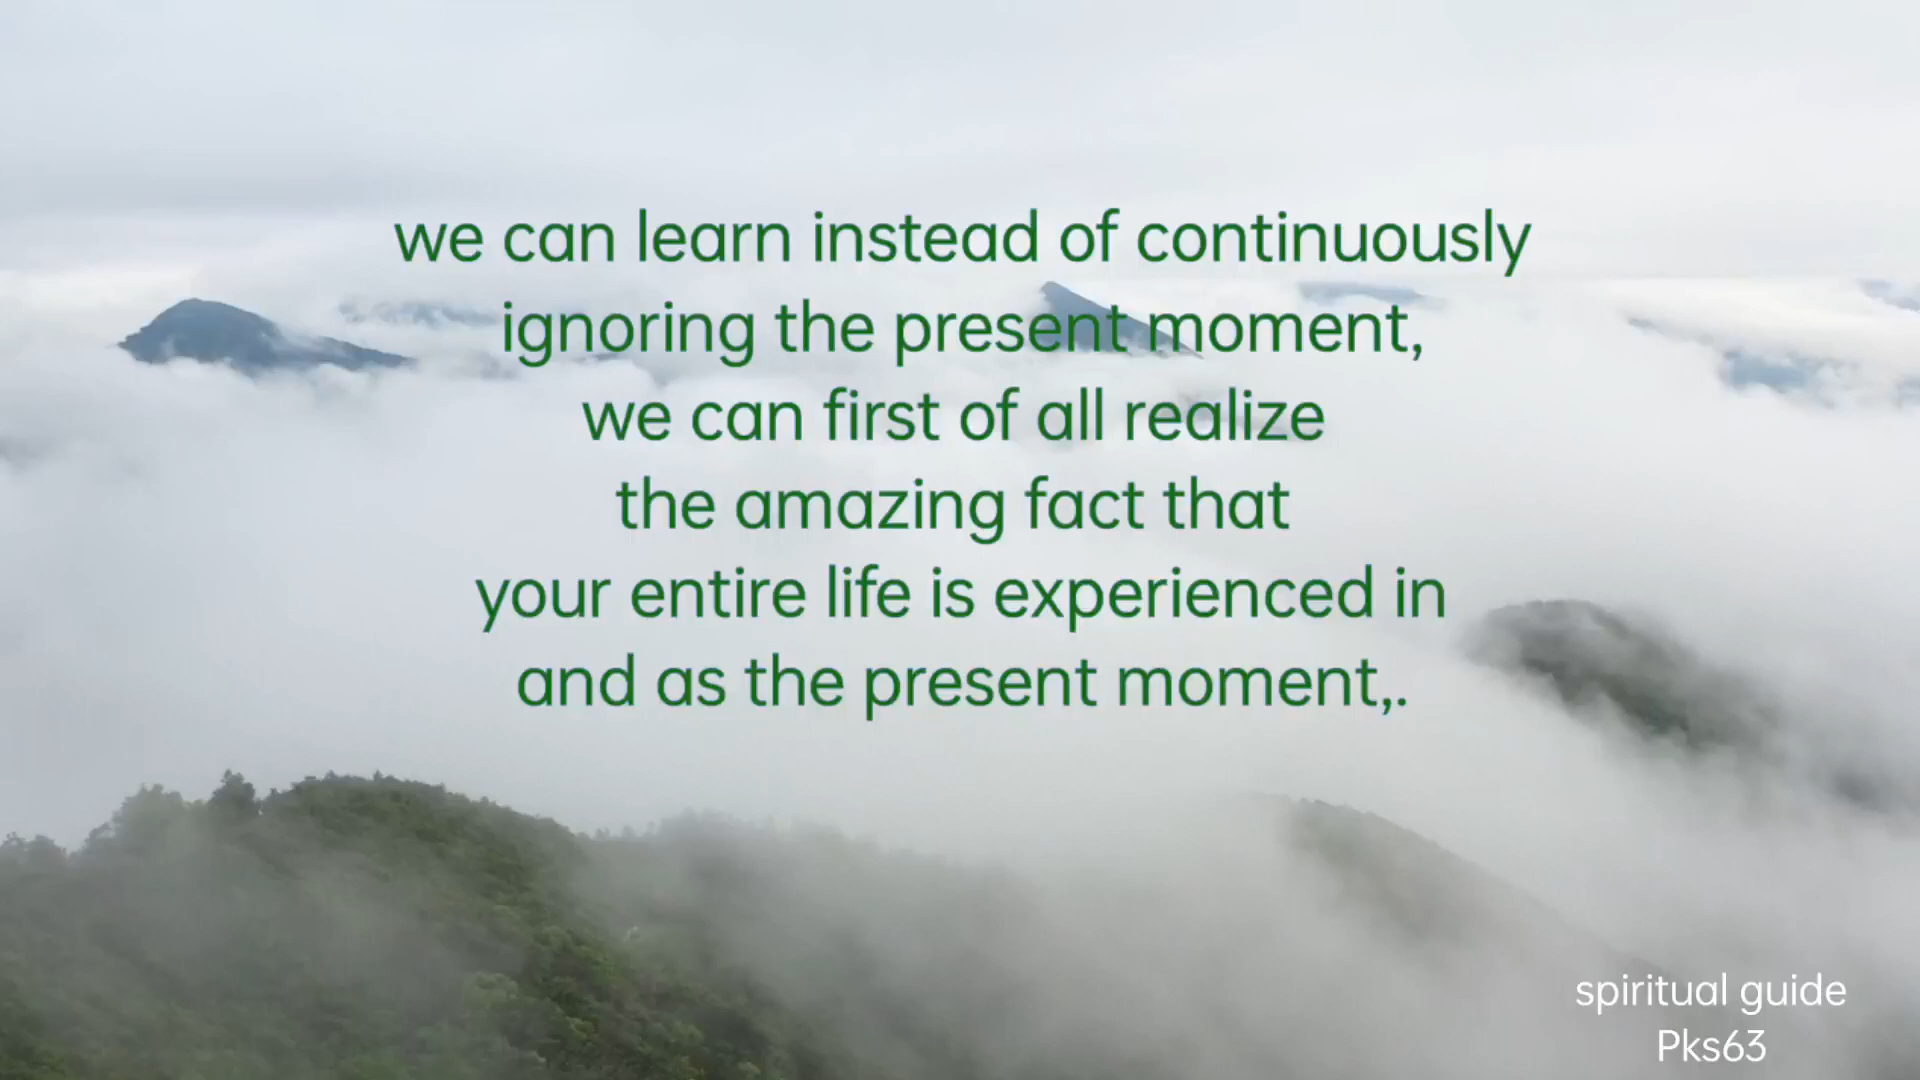 we can learn instead of continuously
ignoring the present moment,
we can first of all realize
the amazing fact that
your entire life is experienced in
and as the present moment,.
spiritual guide
Pks63